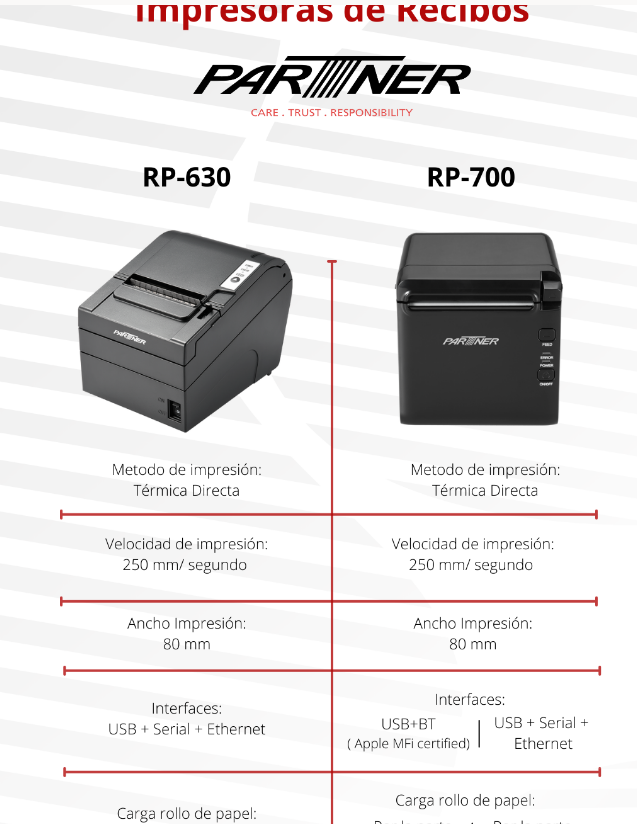 Impresoras de Recibos
PARTNER
CARE . TRUST . RESPONSIBILITY
RP-630
RP-700
PARTNER
PARTNER
FEED
ERROR
POWER
Metodo de impresión:
Térmica Directa
Metodo de impresión:
Térmica Directa
Velocidad de impresión:
250 mm/ segundo
Velocidad de impresión:
250 mm/ segundo
Ancho Impresión:
80 mm
Ancho Impresión:
80 mm
Interfaces:
USB + Serial + Ethernet
Interfaces:
USB+BT
( Apple MFi certified)
USB + Serial +
Ethernet
Carga rollo de papel:
Carga rollo de papel: